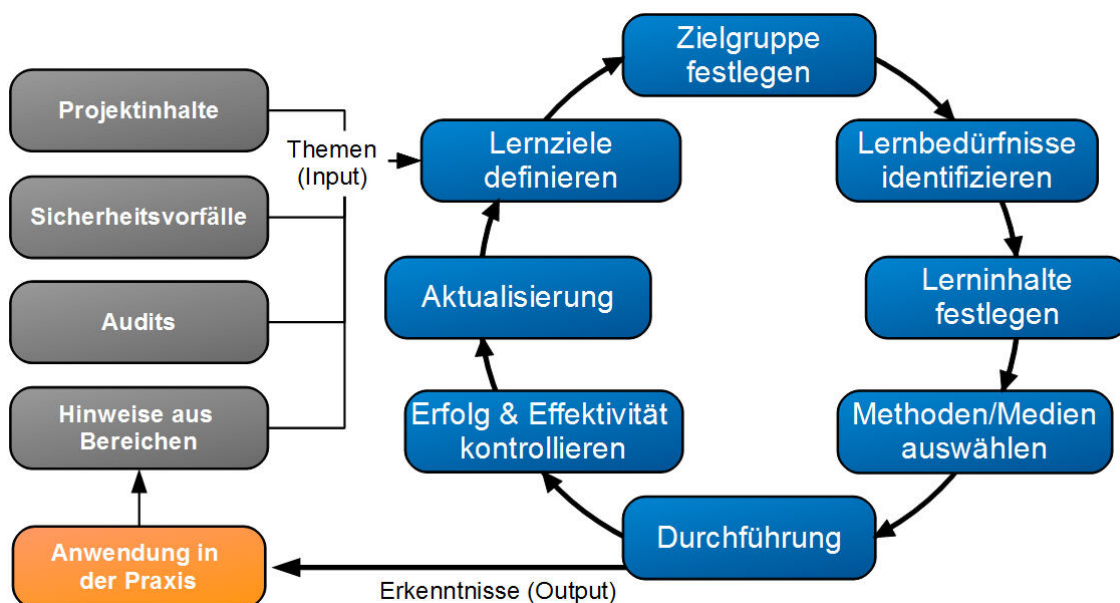 Projektinhalte
Sicherheitsvorfälle
Audits
Hinweise aus
Bereichen
Anwendung in
der Praxis
Themen
(Input)
Lernziele
definieren
Zielgruppe
festlegen
Lernbedürfnisse
identifizieren
Lerninhalte
festlegen
Methoden/Medien
auswählen
Durchführung
Erfolg & Effektivität
kontrollieren
Aktualisierung
Erkenntnisse (Output)